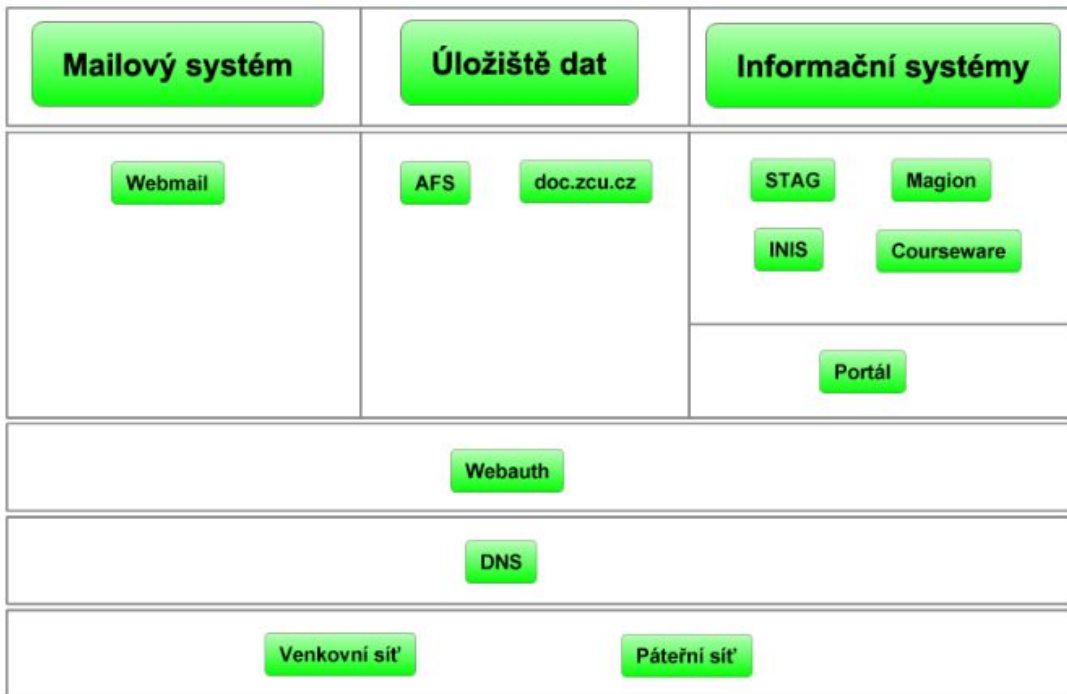 Mailový systém
Úložiště dat
Informační systémy
Webmail
AFS
doc.zcu.cz
STAG
Magion
INIS
Courseware
Portál
Webauth
DNS
Venkovní síť
Páteřní síť